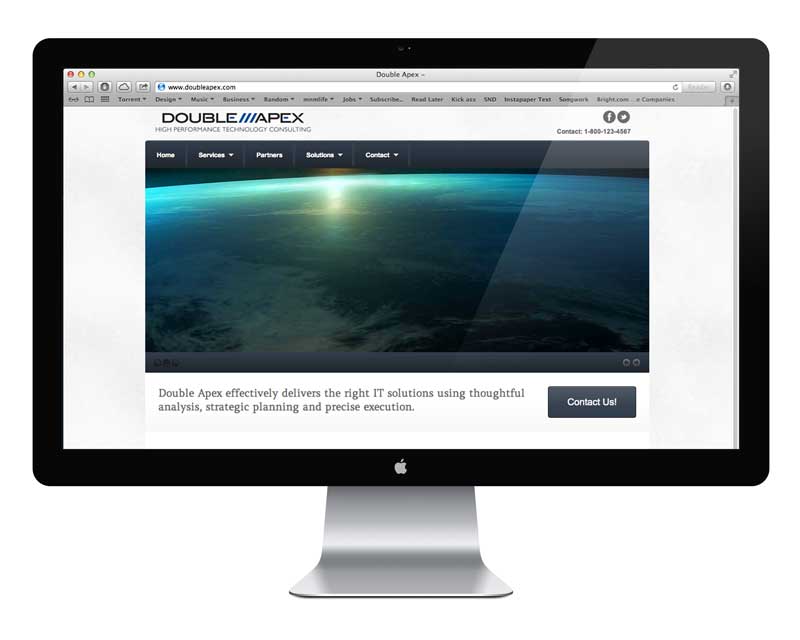 Double Apex –
www.doubleapex.com
Reader
Torrent Design Music Business Random mnmlife Jobs Subscribe... Read Later Kick ass SND Instapaper Text Songwork Bright.com ...e Companies
DOUBLE///APEX
HIGH PERFORMANCE TECHNOLOGY CONSULTING
Contact: 1-800-123-4567
Home Services Partners Solutions Contact
Double Apex effectively delivers the right IT solutions using thoughtful
analysis, strategic planning and precise execution.
Contact Us!